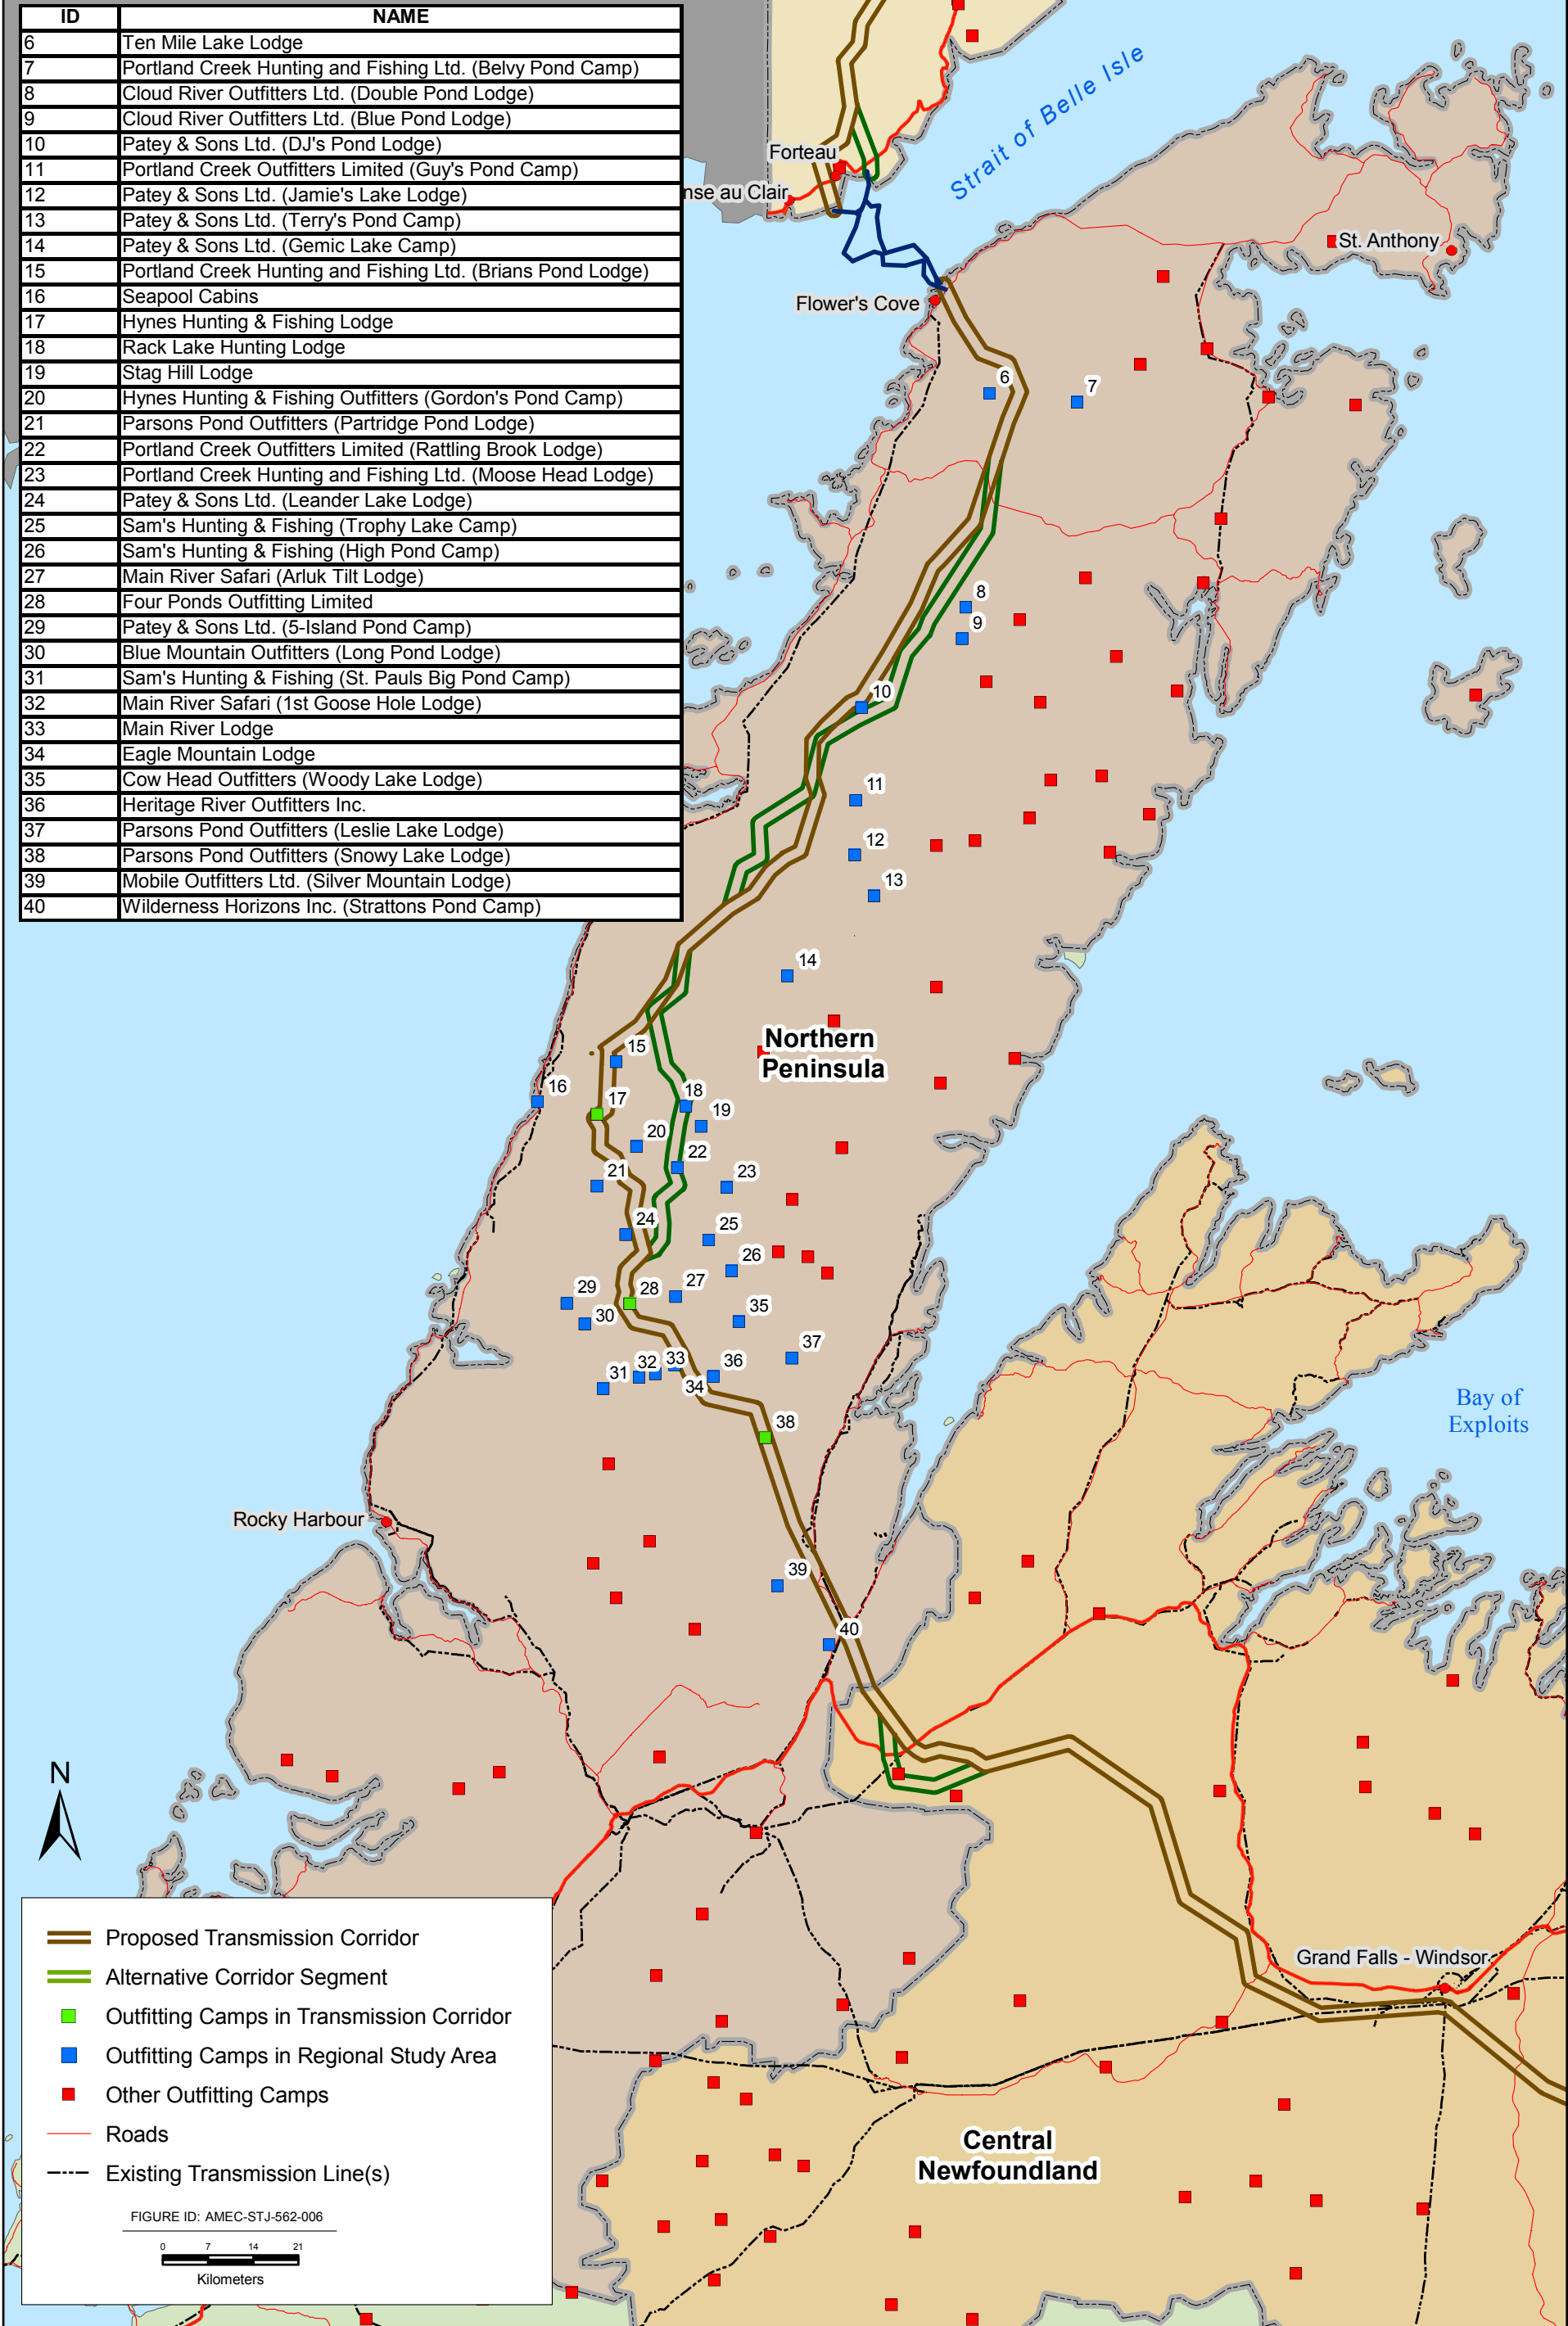 ID NAME
6 Ten Mile Lake Lodge
7 Portland Creek Hunting and Fishing Ltd. (Belvy Pond Camp)
8 Cloud River Outfitters Ltd. (Double Pond Lodge)
9 Cloud River Outfitters Ltd. (Blue Pond Lodge)
10 Patey & Sons Ltd. (DJ's Pond Lodge)
11 Portland Creek Outfitters Limited (Guy's Pond Camp)
12 Patey & Sons Ltd. (Jamie's Lake Lodge)
13 Patey & Sons Ltd. (Terry's Pond Camp)
14 Patey & Sons Ltd. (Gemic Lake Camp)
15 Portland Creek Hunting and Fishing Ltd. (Brians Pond Lodge)
16 Seapool Cabins
17 Hynes Hunting & Fishing Lodge
18 Rack Lake Hunting Lodge
19 Stag Hill Lodge
20 Hynes Hunting & Fishing Outfitters (Gordon's Pond Camp)
21 Parsons Pond Outfitters (Partridge Pond Lodge)
22 Portland Creek Outfitters Limited (Rattling Brook Lodge)
23 Portland Creek Hunting and Fishing Ltd. (Moose Head Lodge)
24 Patey & Sons Ltd. (Leander Lake Lodge)
25 Sam's Hunting & Fishing (Trophy Lake Camp)
26 Sam's Hunting & Fishing (High Pond Camp)
27 Main River Safari (Arluk Tilt Lodge)
28 Four Ponds Outfitting Limited
29 Patey & Sons Ltd. (5-Island Pond Camp)
30 Blue Mountain Outfitters (Long Pond Lodge)
31 Sam's Hunting & Fishing (St. Pauls Big Pond Camp)
32 Main River Safari (1st Goose Hole Lodge)
33 Main River Lodge
34 Eagle Mountain Lodge
35 Cow Head Outfitters (Woody Lake Lodge)
36 Heritage River Outfitters Inc.
37 Parsons Pond Outfitters (Leslie Lake Lodge)
38 Parsons Pond Outfitters (Snowy Lake Lodge)
39 Mobile Outfitters Ltd. (Silver Mountain Lodge)
40 Wilderness Horizons Inc. (Strattons Pond Camp)
Strait of Belle Isle
Forteau
nse au Clair
St. Anthony
Flower's Cove
6
7
8
9
10
11
12
13
14
Northern
Peninsula
15
16
17
18
19
20
22
21
23
24
25
26
28
27
29
30
35
37
33
32
36
31
34
38
Bay of
Exploits
Rocky Harbour
39
40
N
Grand Falls - Windsor
Central
Newfoundland
Proposed Transmission Corridor
Alternative Corridor Segment
Outfitting Camps in Transmission Corridor
Outfitting Camps in Regional Study Area
Other Outfitting Camps
Roads
Existing Transmission Line(s)
FIGURE ID: AMEC-STJ-562-006
0 7 14 21
Kilometers